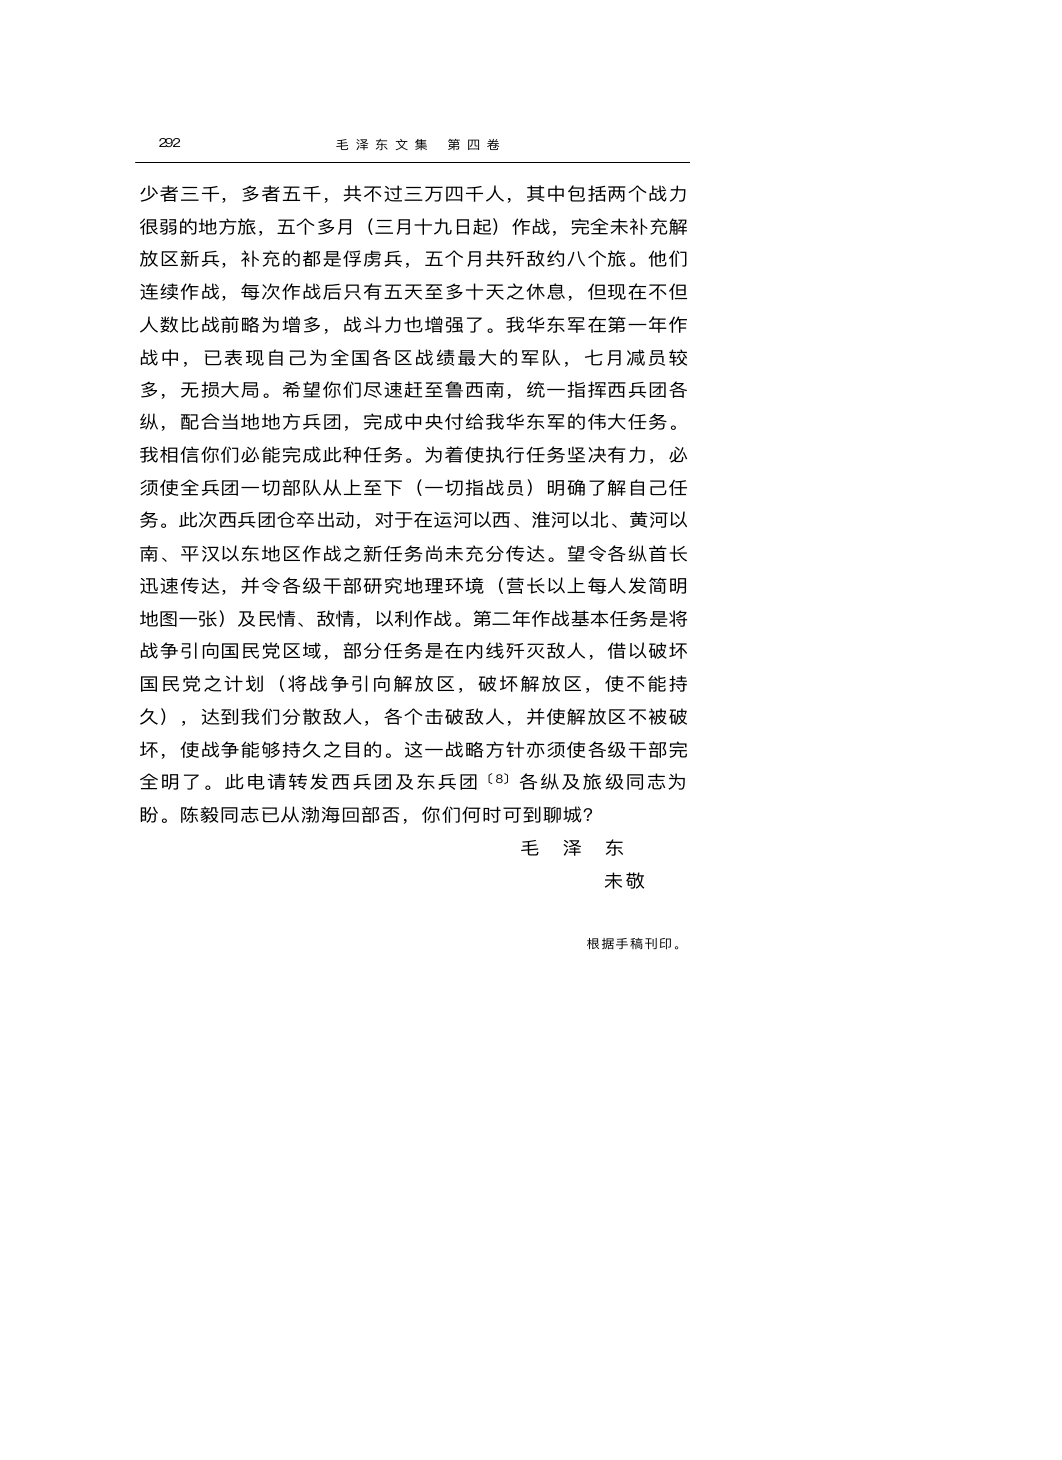 292 毛泽东文集 第四卷
少者三千，多者五千，共不过三万四千人，其中包括两个战力
很弱的地方旅，五个多月（三月十九日起）作战，完全未补充解
放区新兵，补充的都是俘虏兵，五个月共歼敌约八个旅。他们
连续作战，每次作战后只有五天至多十天之休息，但现在不但
人数比战前略为增多，战斗力也增强了。我华东军在第一年作
战中，已表现自己为全国各区战绩最大的军队，七月减员较
多，无损大局。希望你们尽速赶至鲁西南，统一指挥西兵团各
纵，配合当地地方兵团，完成中央付给我华东军的伟大任务。
我相信你们必能完成此种任务。为着使执行任务坚决有力，必
须使全兵团一切部队从上至下（一切指战员）明确了解自己任
务。此次西兵团仓卒出动，对于在运河以西、淮河以北、黄河以
南、平汉以东地区作战之新任务尚未充分传达。望令各纵首长
迅速传达，并令各级干部研究地理环境（营长以上每人发简明
地图一张）及民情、敌情，以利作战。第二年作战基本任务是将
战争引向国民党区域，部分任务是在内线歼灭敌人，借以破坏
国民党之计划（将战争引向解放区，破坏解放区，使不能持
久），达到我们分散敌人，各个击破敌人，并使解放区不被破
坏，使战争能够持久之目的。这一战略方针亦须使各级干部完
全明了。此电请转发西兵团及东兵团〔8〕各纵及旅级同志为
盼。陈毅同志已从渤海回部否，你们何时可到聊城？
毛 泽 东
未敬
根据手稿刊印。